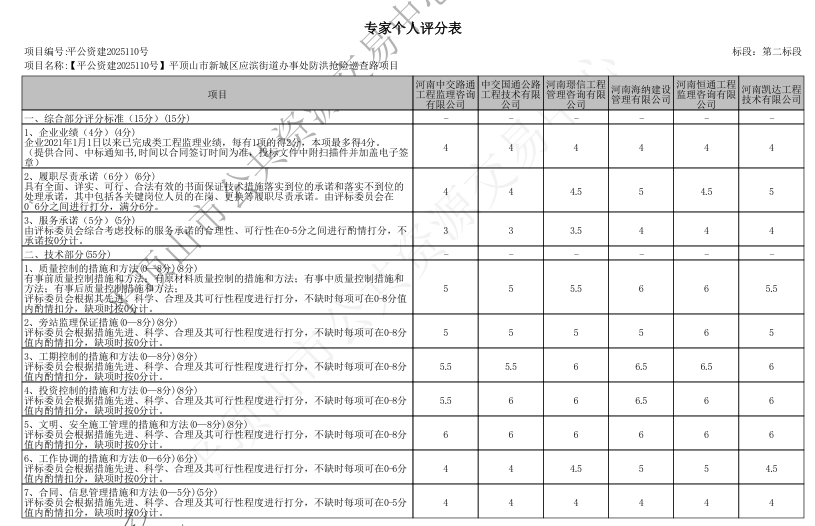 专家个人评分表
项目编号:平公资建2025110号
标段：第二标段
项目名称:【平公资建2025110号】平顶山市新城区应滨街道办事处防洪抢险巡查路项目
项目 河南中交路通工程监理咨询有限公司 中交国通公路工程技术有限公司 河南璟信工程管理咨询有限公司 河南海纳建设管理有限公司 河南恒通工程监理咨询有限公司 河南凯达工程技术有限公司
一、综合部分评分标准（15分）(15分) – – – – – –
1、企业业绩（4分）(4分)
企业2021年1月1日以来已完成类工程监理业绩，每有1项的得2分，本项最多得4分。
（提供合同、中标通知书,时间以合同签订时间为准，投标文件中附扫描件并加盖电子签
章）
4 4 4 4 4 4
2、履职尽责承诺（6分）(6分)
具有全面、详实、可行、合法有效的书面保证技术措施落实到位的承诺和落实不到位的
处理承诺，其中包括各关键岗位人员的在岗、更换等履职尽责承诺。由评标委员会在
0~6分之间进行打分，满分6分。
4 4 4.5 5 4.5 5
3、服务承诺（5分）(5分)
由评标委员会综合考虑投标的服务承诺的合理性、可行性在0-5分之间进行酌情打分，不
承诺按0分计。
3 3 3.5 4 4 4
二、技术部分(55分) – – – – – –
1、质量控制的措施和方法(0—8分)(8分)
有事前质量控制措施和方法；有原材料质量控制的措施和方法；有事中质量控制措施和
方法；有事后质量控制措施和方法；
评标委员会根据其先进、科学、合理及其可行性程度进行打分，不缺时每项可在0-8分值
内酌情扣分，缺项时按0分计。
5 5 5.5 6 6 5.5
2、旁站监理保证措施(0—8分)(8分)
评标委员会根据措施先进、科学、合理及其可行性程度进行打分，不缺时每项可在0-8分
值内酌情扣分，缺项时按0分计。
5 5 5 5 6 5
3、工期控制的措施和方法(0—8分)(8分)
评标委员会根据措施先进、科学、合理及其可行性程度进行打分，不缺时每项可在0-8分
值内酌情扣分，缺项时按0分计。
5.5 5.5 6 6.5 6.5 6
4、投资控制的措施和方法(0—8分)(8分)
评标委员会根据措施先进、科学、合理及其可行性程度进行打分，不缺时每项可在0-8分
值内酌情扣分，缺项时按0分计。
5.5 6 6 6.5 6 6
5、文明、安全施工管理的措施和方法(0—8分)(8分)
评标委员会根据措施先进、科学、合理及其可行性程度进行打分，不缺时每项可在0-8分
值内酌情扣分，缺项时按0分计。
6 6 6 6 6 6
6、工作协调的措施和方法(0—6分)(6分)
评标委员会根据措施先进、科学、合理及其可行性程度进行打分，不缺时每项可在0-6分
值内酌情扣分，缺项时按0分计。
4 4 4.5 5 5 4.5
7、合同、信息管理措施和方法(0—5分)(5分)
评标委员会根据措施先进、科学、合理及其可行性程度进行打分，不缺时每项可在0-5分
值内酌情扣分，缺项时按0分计。
4 4 4 4 4 4
平顶山市公共资源交易中心
平顶山市公共资源交易中心